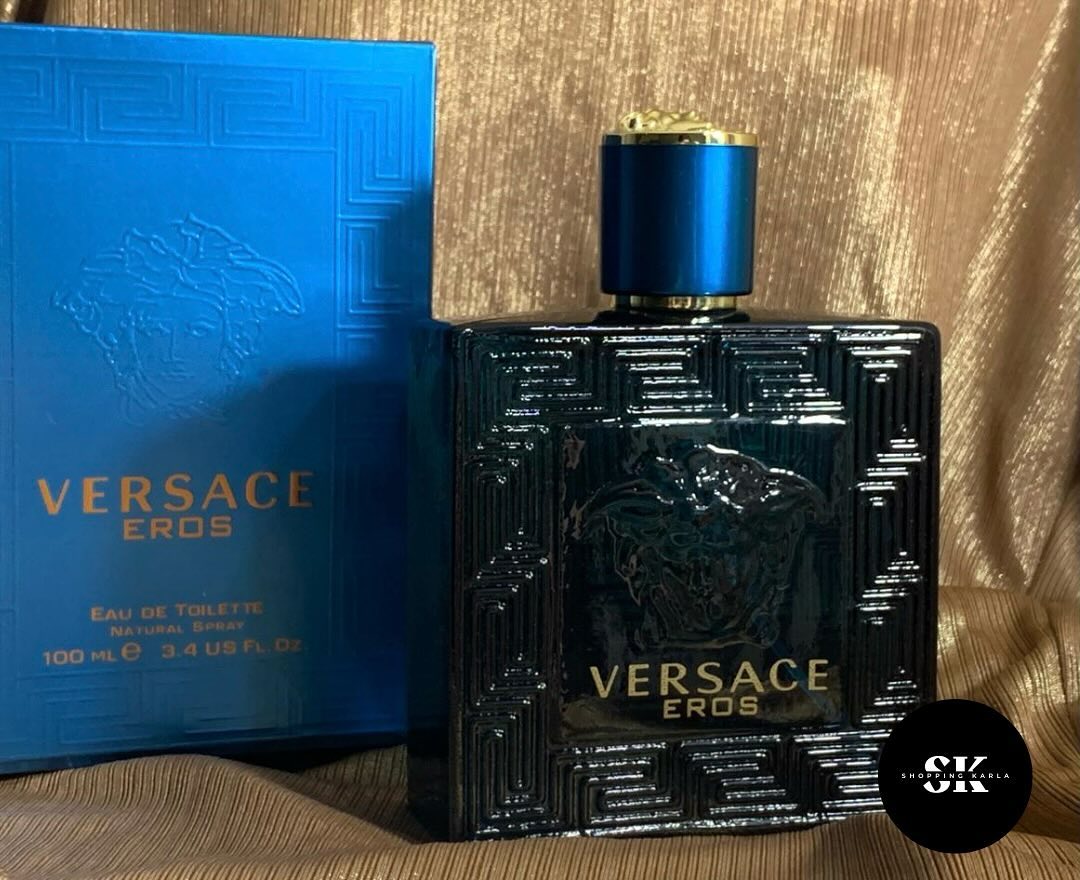 VERSACE
EROS
EAU DE TOILETTE
NATURAL SPRAY
100 ML e 3.4 US FL. OZ.
VERSACE
EROS
SK
SHOPPING KARLA